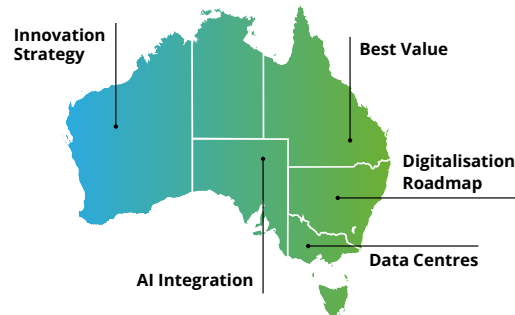 Innovation
Strategy
Best Value
Digitalisation
Roadmap
Data Centres
AI Integration